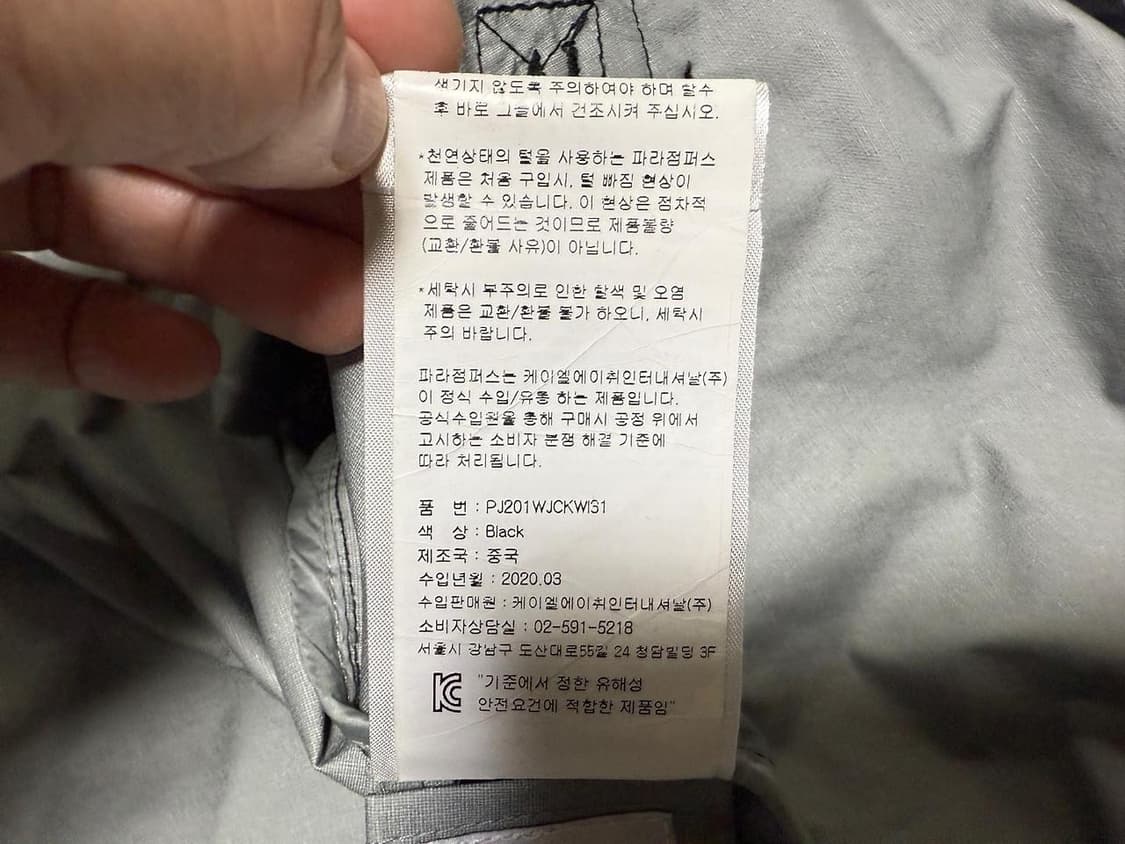 생기지 않도록 주의하여야 하며 탈수
후 바로 그늘에서 건조시켜 주십시오.
*천연상태의 털을 사용하는 파라점퍼스
제품은 처음 구입시, 털 빠짐 현상이
발생할 수 있습니다. 이 현상은 점차적
으로 줄어드는 것이므로 제품불량
(교환/환불 사유)이 아닙니다.
*세탁시 부주의로 인한 탈색 및 오염
제품은 교환/환불 불가 하오니, 세탁시
주의 바랍니다.
파라점퍼스는 케이엘에이취인터내셔날(주)
이 정식 수입/유통 하는 제품입니다.
공식수입원을 통해 구매시 공정 위에서
고시하는 소비자 분쟁 해결 기준에
따라 처리됩니다.
품 번 : PJ201WJCKWIS1
색 상 : Black
제조국 : 중국
수입년월 : 2020.03
수입판매원 : 케이엘에이취인터내셔날(주)
소비자상담실 : 02-591-5218
서울시 강남구 도산대로55길 24 청담빌딩 3F
KC "기준에서 정한 유해성
안전요건에 적합한 제품임"